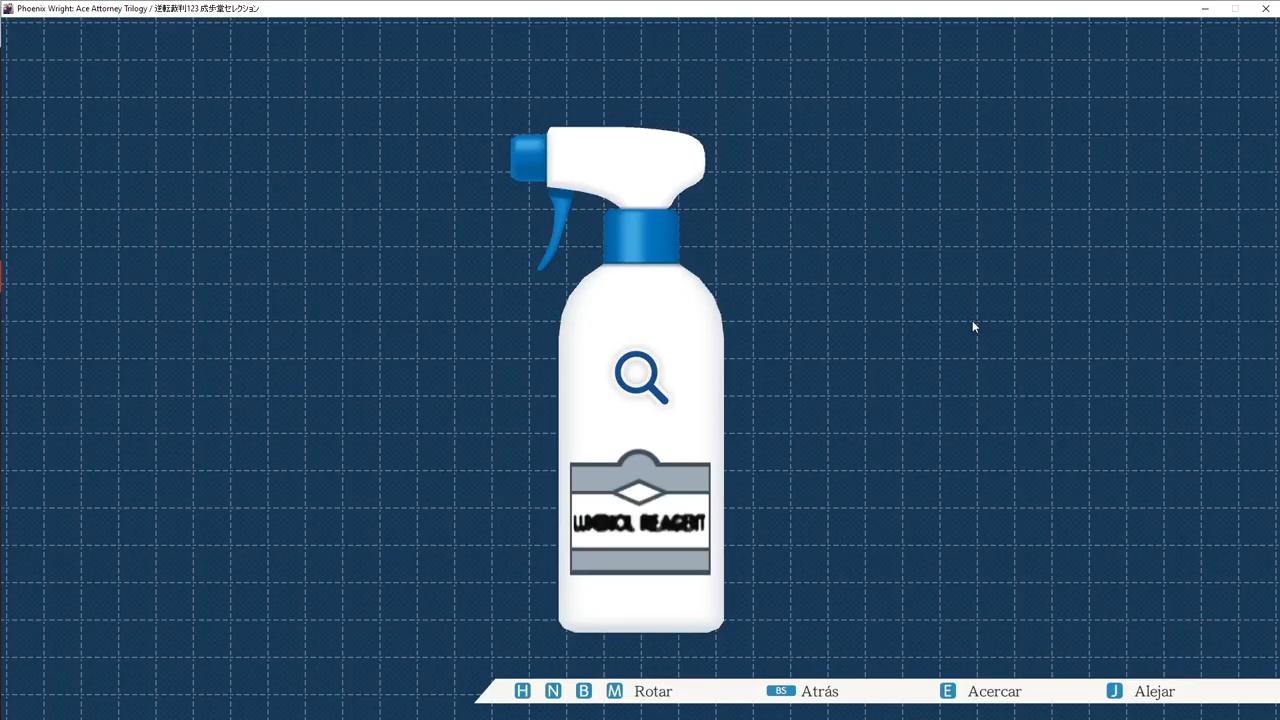 Phoenix Wright: Ace Attorney Trilogy / 逆転裁判123 成歩堂セレクション
LUMINOL REAGENT
H N B M Rotar BS Atrás E Acercar J Alejar